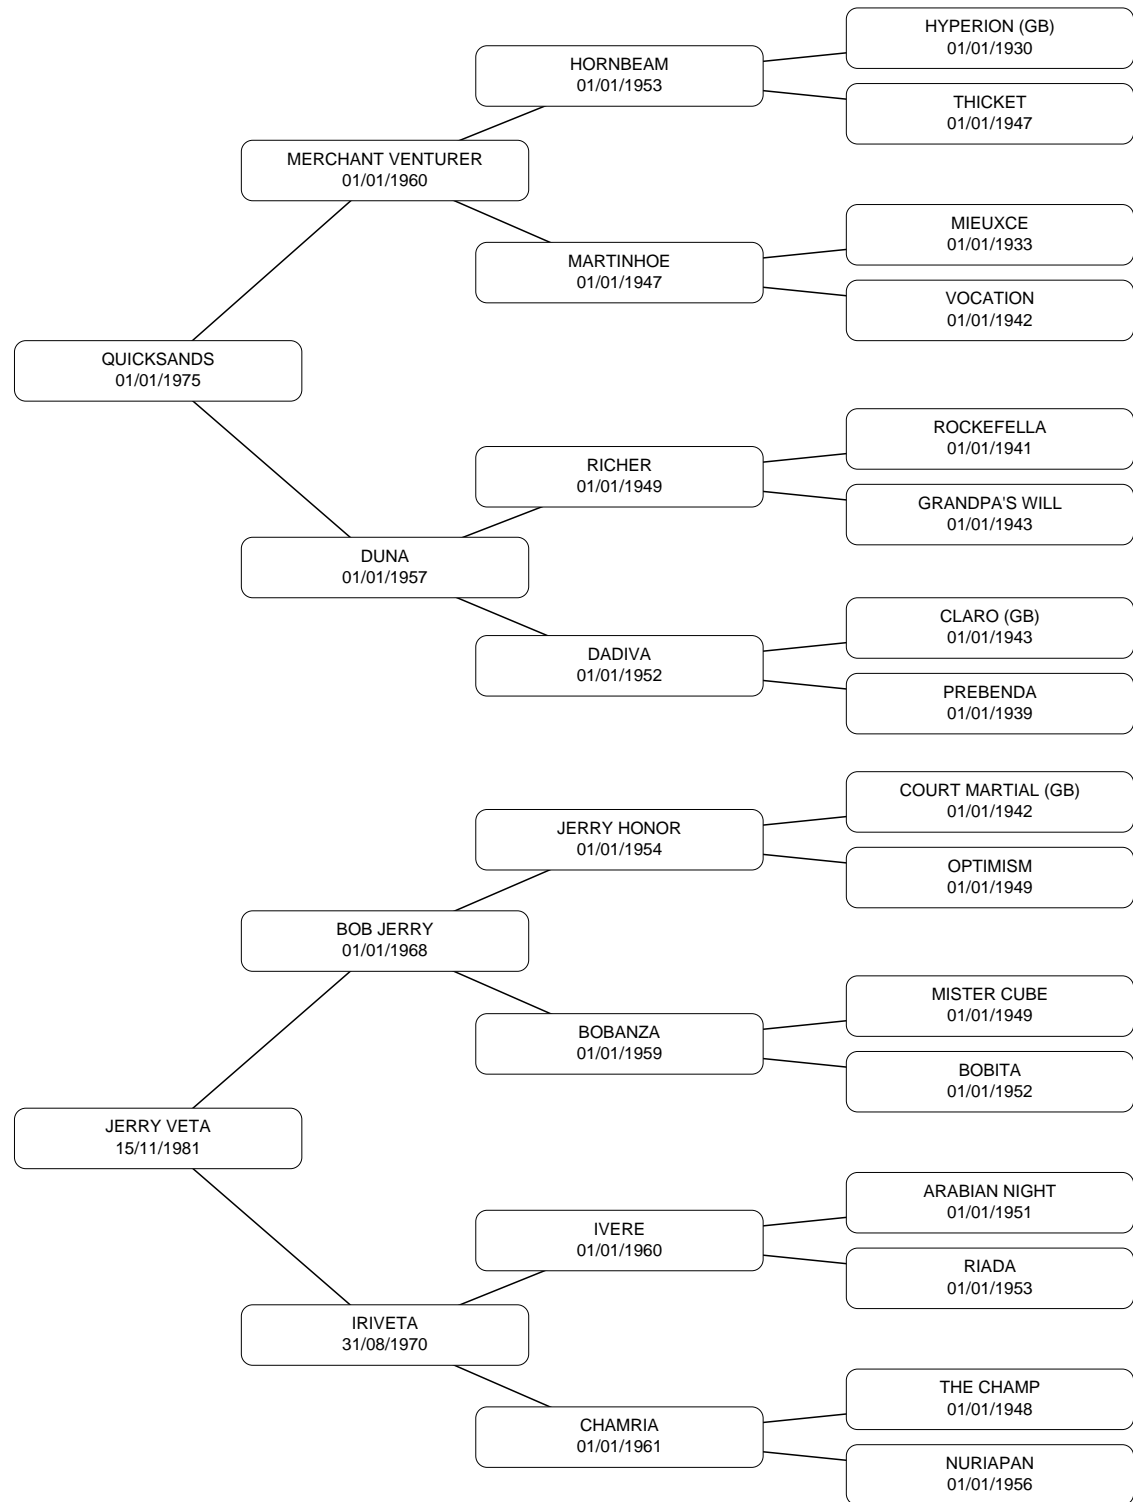 HYPERION (GB)
01/01/1930
HORNBEAM
01/01/1953
THICKET
01/01/1947
MERCHANT VENTURER
01/01/1960
MIEUXCE
01/01/1933
MARTINHOE
01/01/1947
VOCATION
01/01/1942
QUICKSANDS
01/01/1975
ROCKEFELLA
01/01/1941
RICHER
01/01/1949
GRANDPA'S WILL
01/01/1943
DUNA
01/01/1957
CLARO (GB)
01/01/1943
DADIVA
01/01/1952
PREBENDA
01/01/1939
COURT MARTIAL (GB)
01/01/1942
JERRY HONOR
01/01/1954
OPTIMISM
01/01/1949
BOB JERRY
01/01/1968
MISTER CUBE
01/01/1949
BOBANZA
01/01/1959
BOBITA
01/01/1952
JERRY VETA
15/11/1981
ARABIAN NIGHT
01/01/1951
IVERE
01/01/1960
RIADA
01/01/1953
IRIVETA
31/08/1970
THE CHAMP
01/01/1948
CHAMRIA
01/01/1961
NURIAPAN
01/01/1956